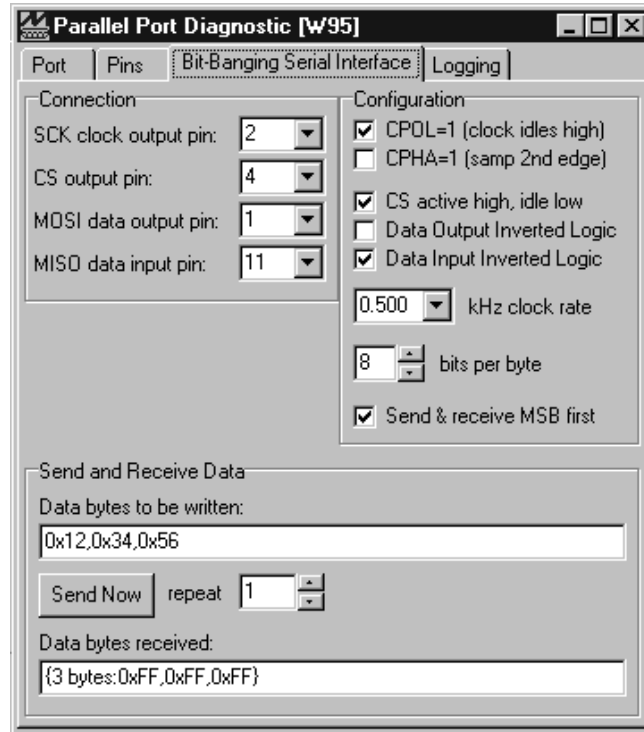 Parallel Port Diagnostic [W95]
Port Pins Bit-Banging Serial Interface Logging
Connection
SCK clock output pin: 2
CS output pin: 4
MOSI data output pin: 1
MISO data input pin: 11
Configuration
CPOL=1 (clock idles high)
CPHA=1 (samp 2nd edge)
CS active high, idle low
Data Output Inverted Logic
Data Input Inverted Logic
0.500 kHz clock rate
8 bits per byte
Send & receive MSB first
Send and Receive Data
Data bytes to be written:
0x12,0x34,0x56
Send Now repeat 1
Data bytes received:
{3 bytes:0xFF,0xFF,0xFF}